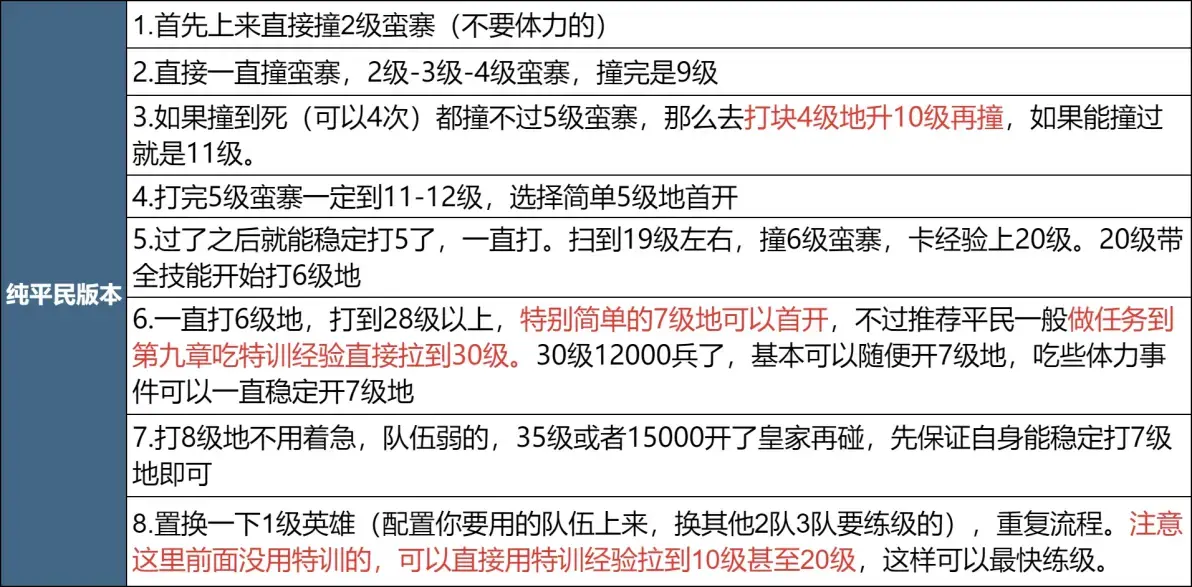 纯平民版本
1.首先上来直接撞2级蛮寨（不要体力的）
2.直接一直撞蛮寨，2级-3级-4级蛮寨，撞完是9级
3.如果撞到死（可以4次）都撞不过5级蛮寨，那么去打块4级地升10级再撞，如果能撞过
就是11级。
4.打完5级蛮寨一定到11-12级，选择简单5级地首开
5.过了之后就能稳定打5了，一直打。扫到19级左右，撞6级蛮寨，卡经验上20级。20级带
全技能开始打6级地
6.一直打6级地，打到28级以上，特别简单的7级地可以首开，不过推荐平民一般做任务到
第九章吃特训经验直接拉到30级。30级12000兵了，基本可以随便开7级地，吃些体力事
件可以一直稳定开7级地
7.打8级地不用着急，队伍弱的，35级或者15000开了皇家再碰，先保证自身能稳定打7级
地即可
8.置换一下1级英雄（配置你要用的队伍上来，换其他2队3队要练级的），重复流程。注意
这里前面没用特训的，可以直接用特训经验拉到10级甚至20级，这样可以最快练级。